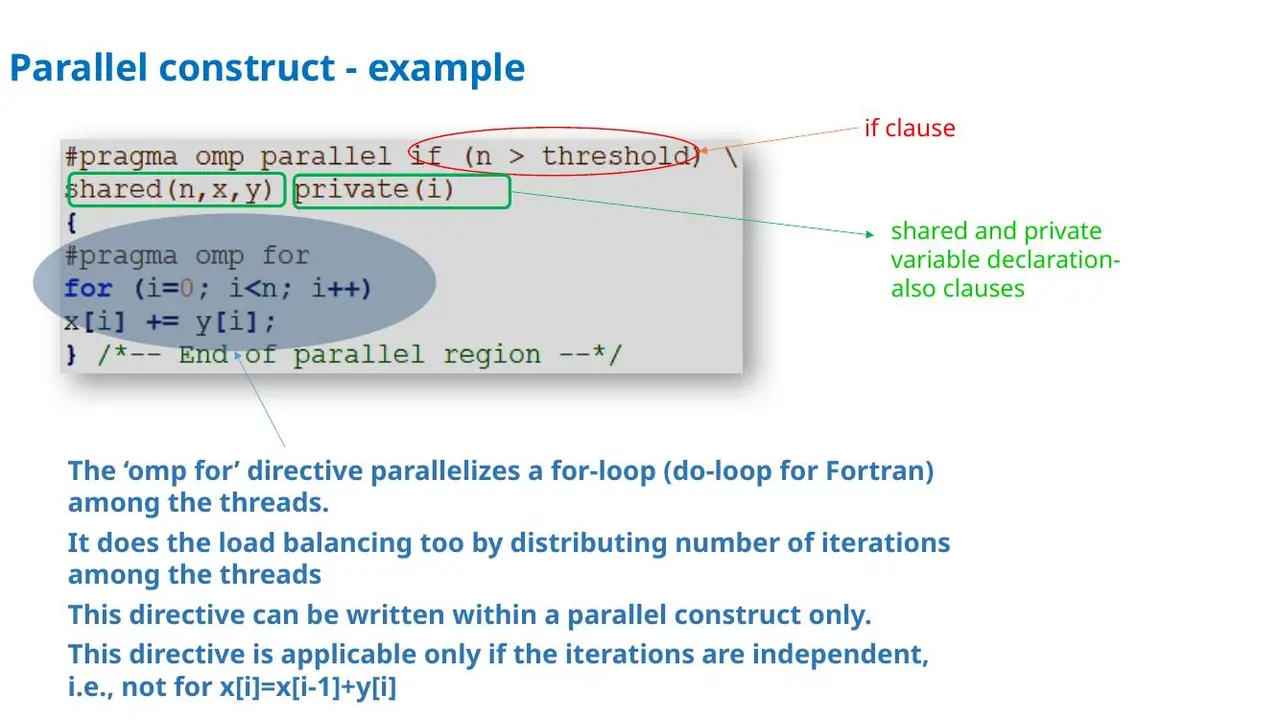 Parallel construct - example
if clause
#pragma omp parallel if (n > threshold) \
shared(n,x,y) private(i)
{
#pragma omp for
for (i=0; i<n; i++)
x[i] += y[i];
} /*-- End of parallel region --*/
shared and private
variable declaration-
also clauses
The ‘omp for’ directive parallelizes a for-loop (do-loop for Fortran)
among the threads.
It does the load balancing too by distributing number of iterations
among the threads
This directive can be written within a parallel construct only.
This directive is applicable only if the iterations are independent,
i.e., not for x[i]=x[i-1]+y[i]